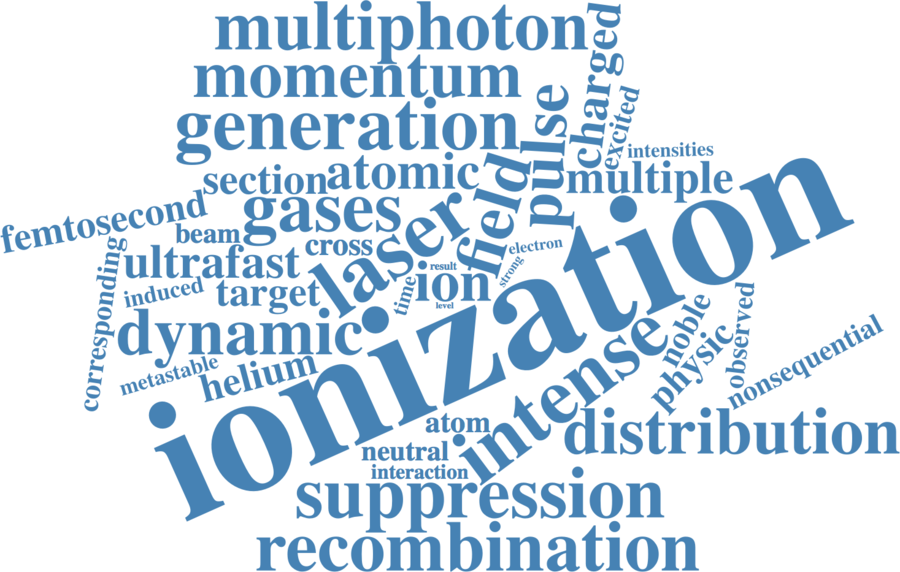 multiphoton
charged
momentum
excited
generation
pulse
intensities
section
atomic
field
multiple
femtosecond
gases
laser
beam
cross
electron
ultrafast
result
strong
corresponding
induced
target
time
ion
level
ionization
dynamic
metastable
helium
intense
noble
physic
observed
nonsequential
atom
neutral
interaction
distribution
suppression
recombination